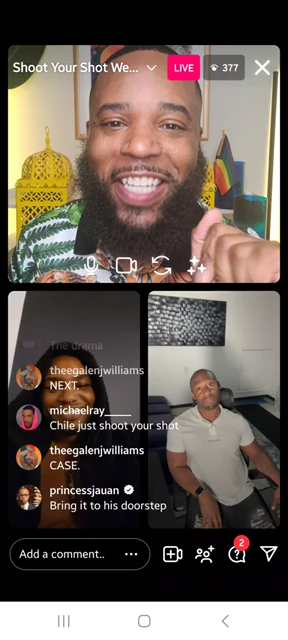 Shoot Your Shot We...
LIVE
377
The drama
theegalenjwilliams
NEXT.
michaelray_____
Chile just shoot your shot
theegalenjwilliams
CASE.
princessjauan
Bring it to his doorstep
Add a comment..
2